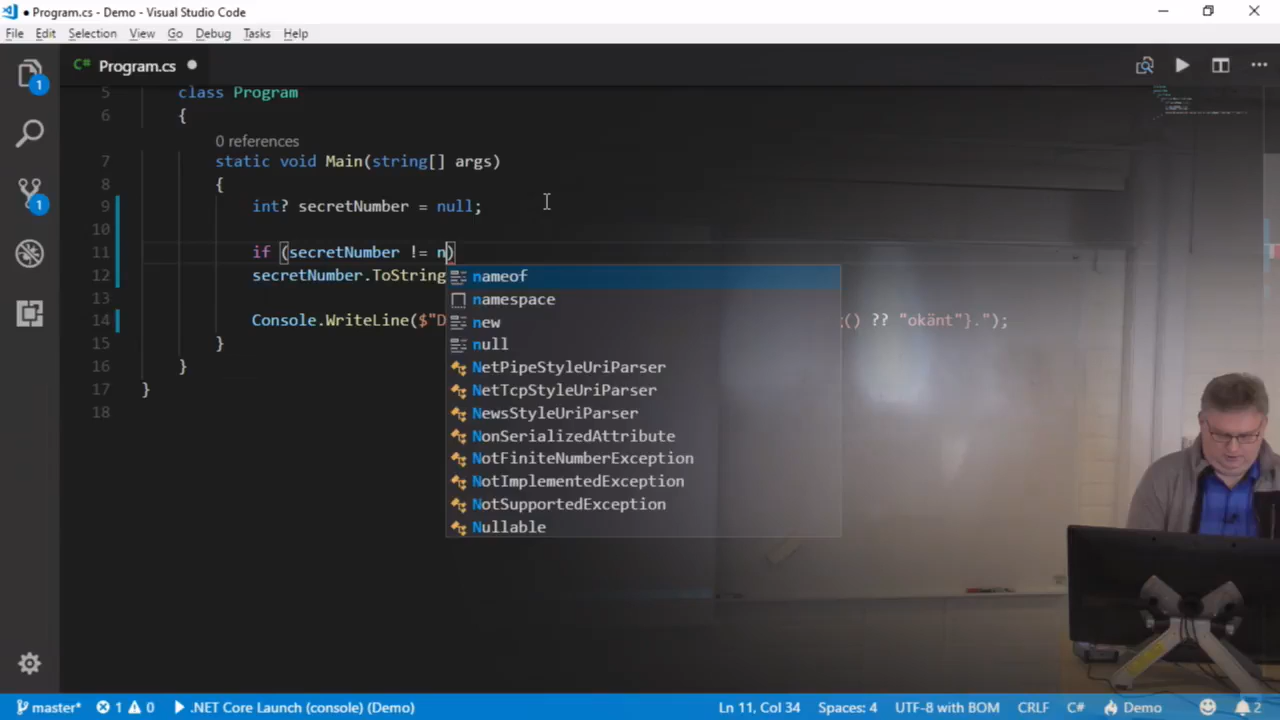 Program.cs - Demo - Visual Studio Code
File Edit Selection View Go Debug Tasks Help
C# Program.cs
5 class Program
6 {
0 references
7 static void Main(string[] args)
8 {
9 int? secretNumber = null;
10
11 if (secretNumber != n)
12 secretNumber.ToString
nameof
13
namespace
14 Console.WriteLine($"D
() ?? "okänt"}.");
new
15 }
null
16 }
NetPipeStyleUriParser
17 }
NetTcpStyleUriParser
18
NewsStyleUriParser
NonSerializedAttribute
NotFiniteNumberException
NotImplementedException
NotSupportedException
Nullable
1
1
master* 1 0 .NET Core Launch (console) (Demo) Ln 11, Col 34 Spaces: 4 UTF-8 with BOM CRLF C# Demo 2